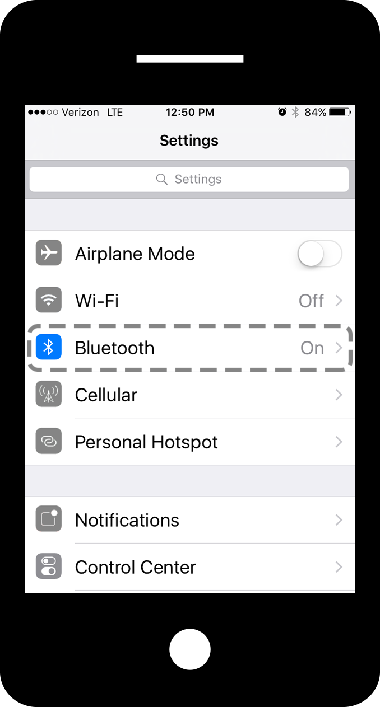 Verizon LTE 12:50 PM 84%
Settings
Settings
Airplane Mode
Wi-Fi Off
Bluetooth On
Cellular
Personal Hotspot
Notifications
Control Center